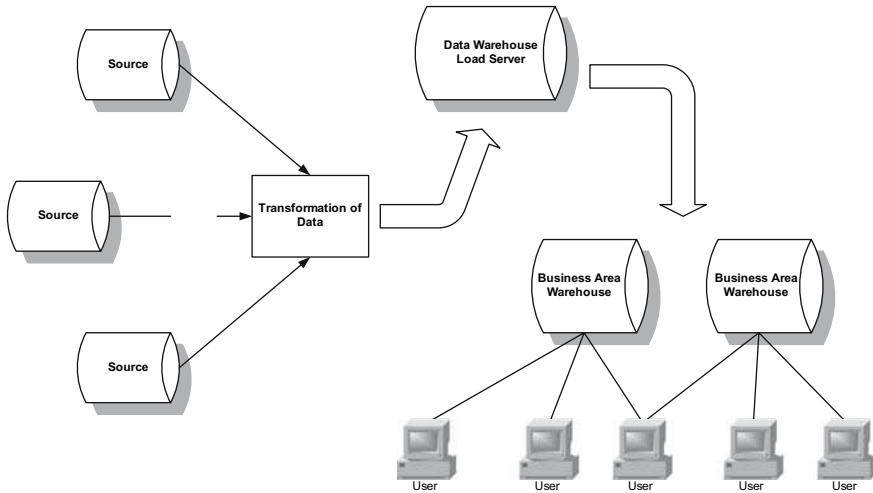 Source
Source
Source
Transformation of
Data
Data Warehouse
Load Server
Business Area
Warehouse
Business Area
Warehouse
User
User
User
User
User